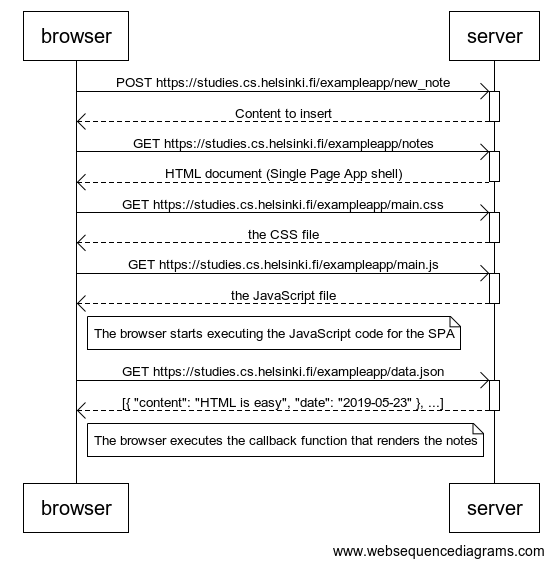 browser server
POST https://studies.cs.helsinki.fi/exampleapp/new_note
Content to insert
GET https://studies.cs.helsinki.fi/exampleapp/notes
HTML document (Single Page App shell)
GET https://studies.cs.helsinki.fi/exampleapp/main.css
the CSS file
GET https://studies.cs.helsinki.fi/exampleapp/main.js
the JavaScript file
The browser starts executing the JavaScript code for the SPA
GET https://studies.cs.helsinki.fi/exampleapp/data.json
[{ "content": "HTML is easy", "date": "2019-05-23" }, ...]
The browser executes the callback function that renders the notes
browser server
www.websequencediagrams.com